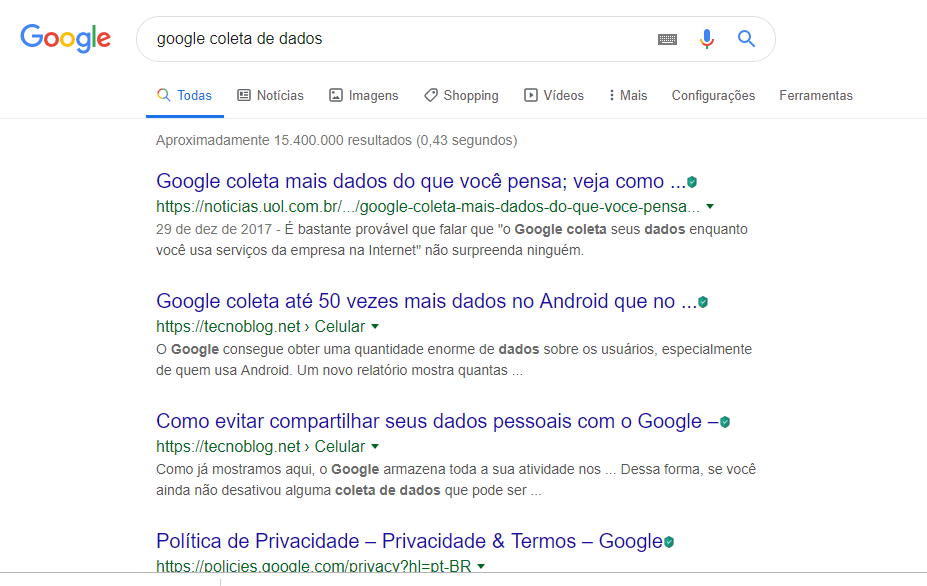 Google
google coleta de dados
Todas Notícias Imagens Shopping Vídeos Mais Configurações Ferramentas
Aproximadamente 15.400.000 resultados (0,43 segundos)
Google coleta mais dados do que você pensa; veja como ...
https://noticias.uol.com.br/.../google-coleta-mais-dados-do-que-voce-pensa...
29 de dez de 2017 - É bastante provável que falar que "o Google coleta seus dados enquanto
você usa serviços da empresa na Internet" não surpreenda ninguém.
Google coleta até 50 vezes mais dados no Android que no ...
https://tecnoblog.net › Celular
O Google consegue obter uma quantidade enorme de dados sobre os usuários, especialmente
de quem usa Android. Um novo relatório mostra quantas ...
Como evitar compartilhar seus dados pessoais com o Google –
https://tecnoblog.net › Celular
Como já mostramos aqui, o Google armazena toda a sua atividade nos ... Dessa forma, se você
ainda não desativou alguma coleta de dados que pode ser ...
Política de Privacidade – Privacidade & Termos – Google
https://policies.google.com/privacy?hl=pt-BR